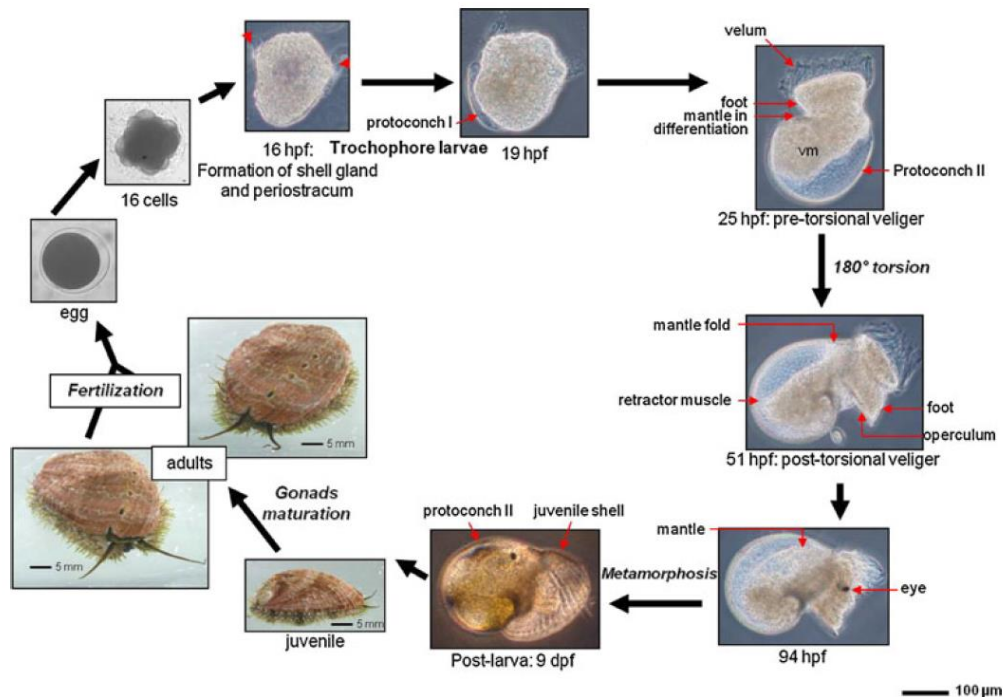 velum
foot
mantle in
differentiation
vm
Protoconch II
25 hpf: pre-torsional veliger
protoconch I
16 hpf:
Trochophore larvae
19 hpf
Formation of shell gland
and periostracum
16 cells
egg
180° torsion
mantle fold
retractor muscle
foot
operculum
51 hpf: post-torsional veliger
Fertilization
5 mm
adults
5 mm
Gonads
maturation
protoconch II
juvenile shell
mantle
Metamorphosis
eye
5 mm
juvenile
Post-larva: 9 dpf
94 hpf
100 µm